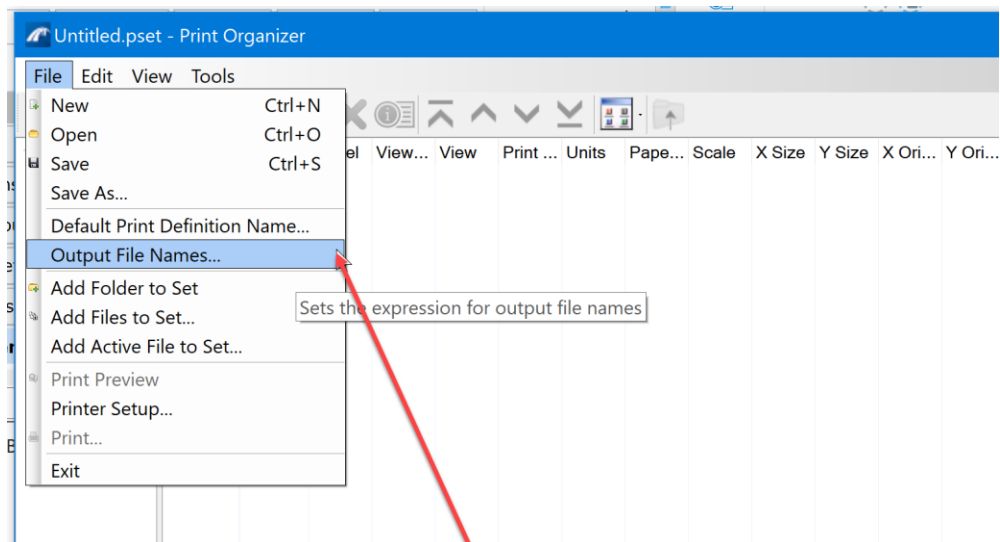 Untitled.pset - Print Organizer
File Edit View Tools
New Ctrl+N
Open Ctrl+O
Save Ctrl+S
Save As...
Default Print Definition Name...
Output File Names...
Add Folder to Set
Add Files to Set...
Add Active File to Set...
Print Preview
Printer Setup...
Print...
Exit
View... View Print ... Units Pape... Scale X Size Y Size X Ori... Y Ori...
Sets the expression for output file names